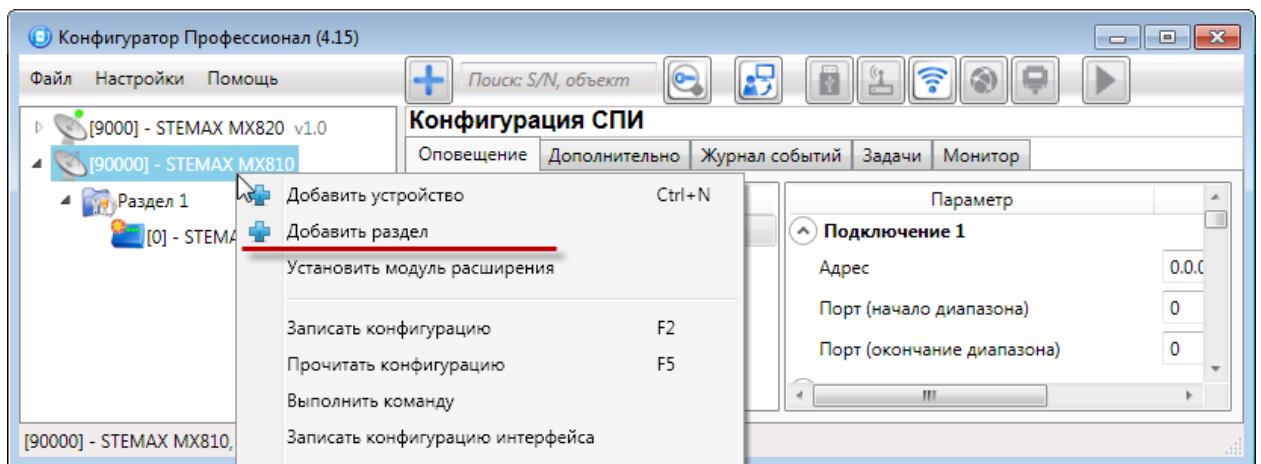 Конфигуратор Профессионал (4.15)
Файл Настройки Помощь
Поиск: S/N, объект
[9000] - STEMAX MX820 v1.0
[90000] - STEMAX MX810
Раздел 1
[0] - STEMA
Конфигурация СПИ
Оповещение Дополнительно Журнал событий Задачи Монитор
Добавить устройство Ctrl+N
Добавить раздел
Установить модуль расширения
Записать конфигурацию F2
Прочитать конфигурацию F5
Выполнить команду
Записать конфигурацию интерфейса
Параметр
Подключение 1
Адрес 0.0.0
Порт (начало диапазона) 0
Порт (окончание диапазона) 0
[90000] - STEMAX MX810,